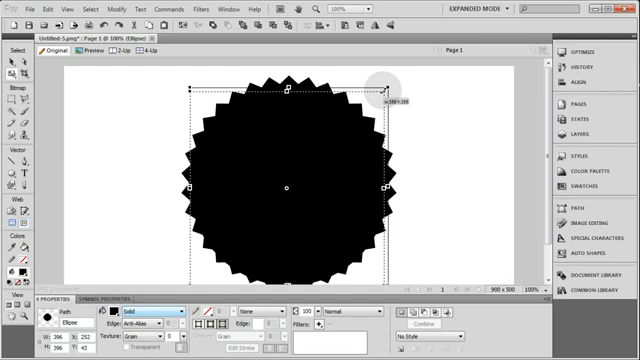 File Edit View Select Modify Text Commands Filters Window Help 100% EXPANDED MODE
Untitled-5.png* : Page 1 @ 100% (Ellipse)
Original Preview 2-Up 4-Up Page 1
Select
Bitmap
Vector
Web
Colors
View
OPTIMIZE
HISTORY
ALIGN
PAGES
STATES
LAYERS
STYLES
COLOR PALETTE
SWATCHES
PATH
IMAGE EDITING
SPECIAL CHARACTERS
AUTO SHAPES
DOCUMENT LIBRARY
COMMON LIBRARY
1 900 x 500 100%
PROPERTIES SYMBOL PROPERTIES
Path Solid None 100 Normal
Ellipse Edge: Anti-Alias 0 Edge: Filters: Combine
W: 396 X: 252 Texture: Grain 0% Texture: Grain Edit Stroke No Style
H: 396 Y: 43 Transparent